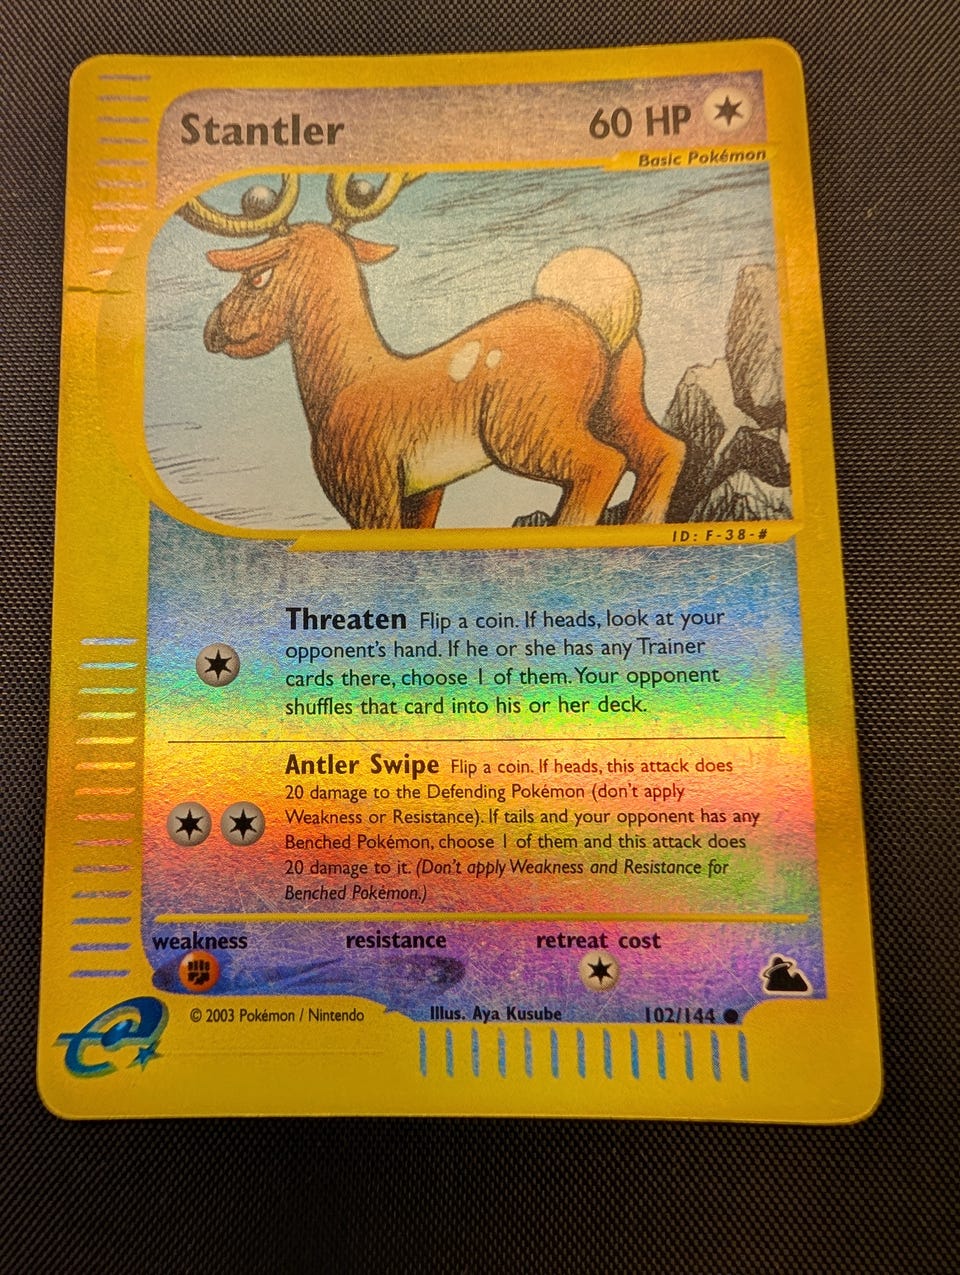 Stantler
60 HP
Basic Pokémon
ID: F-38-#
Threaten Flip a coin. If heads, look at your
opponent's hand. If he or she has any Trainer
cards there, choose 1 of them. Your opponent
shuffles that card into his or her deck.
Antler Swipe Flip a coin. If heads, this attack does
20 damage to the Defending Pokémon (don't apply
Weakness or Resistance). If tails and your opponent has any
Benched Pokémon, choose 1 of them and this attack does
20 damage to it. (Don't apply Weakness and Resistance for
Benched Pokémon.)
weakness resistance retreat cost
© 2003 Pokémon / Nintendo Illus. Aya Kusube 102/144
e